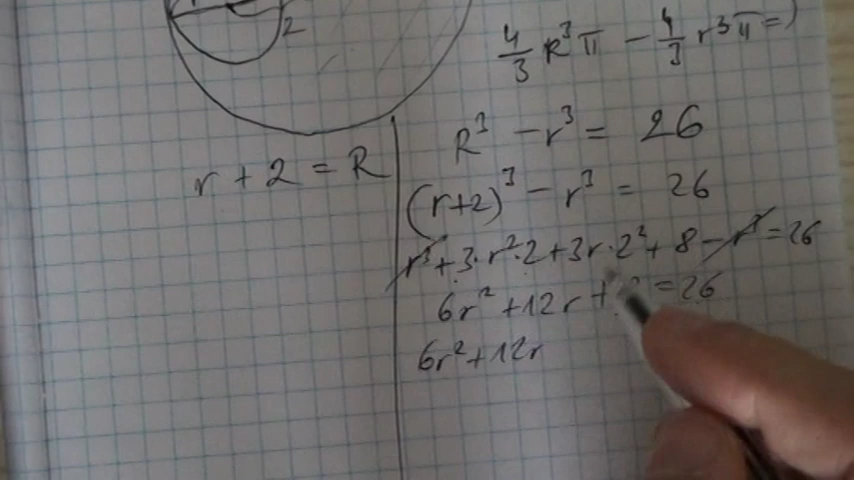 2
4/3 R³π - 4/3 r³π =
R³ - r³ = 26
r + 2 = R
(r+2)³ - r³ = 26
r³ + 3·r²·2 + 3r·2² + 8 - r³ = 26
6r² + 12r + = 26
6r² + 12r